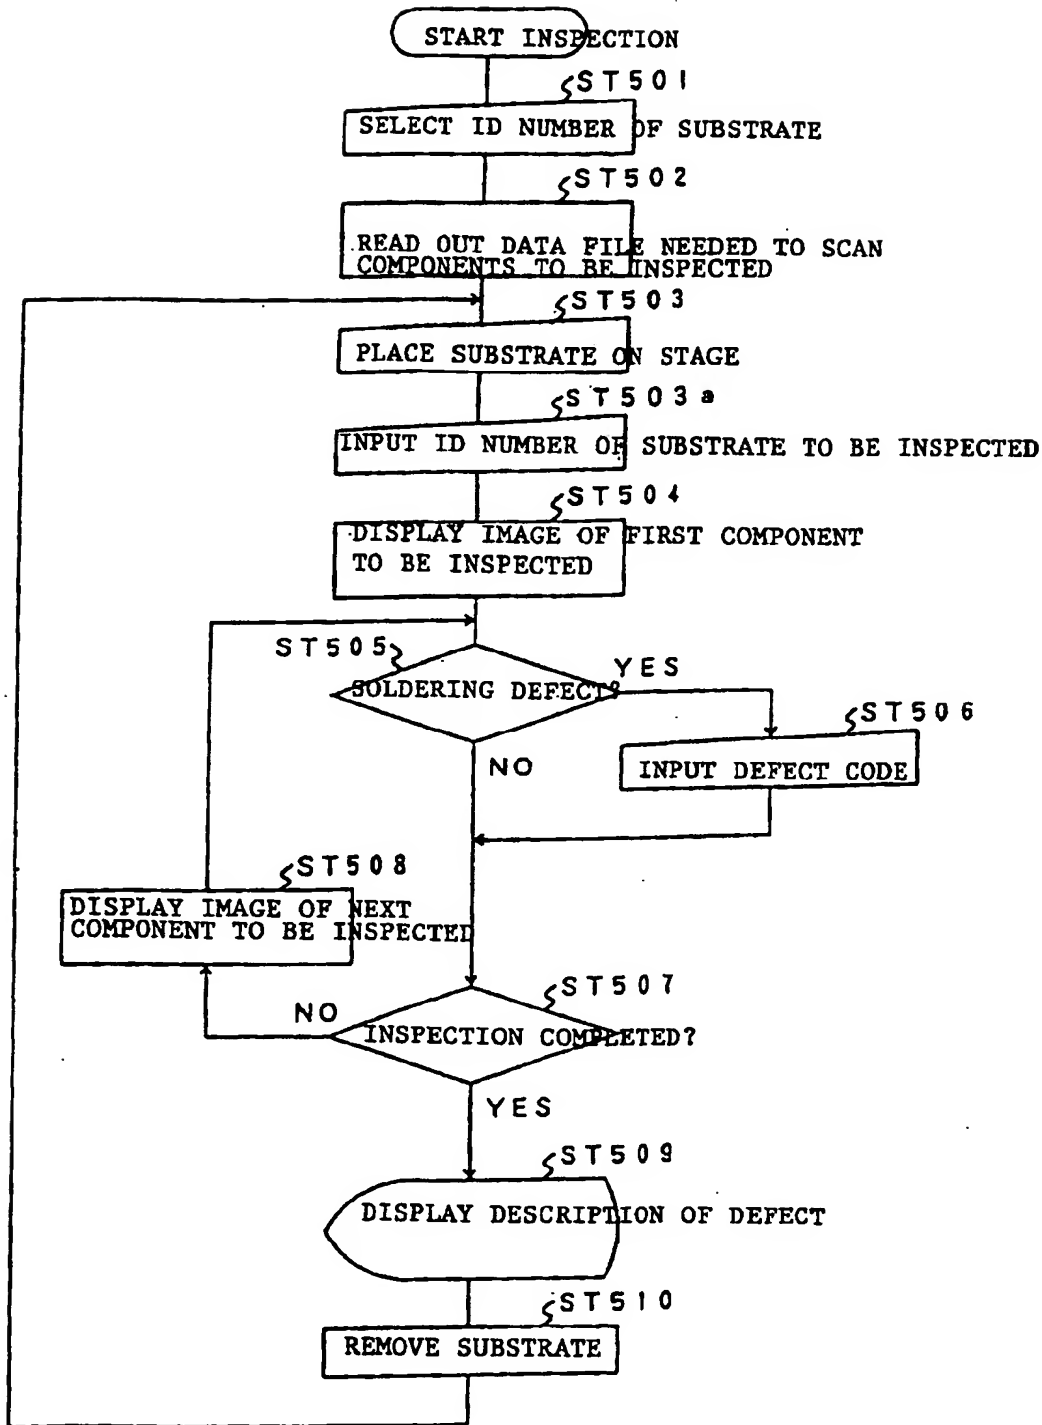 START INSPECTION
ST501
SELECT ID NUMBER OF SUBSTRATE
ST502
READ OUT DATA FILE NEEDED TO SCAN
COMPONENTS TO BE INSPECTED
ST503
PLACE SUBSTRATE ON STAGE
ST503a
INPUT ID NUMBER OF SUBSTRATE TO BE INSPECTED
ST504
DISPLAY IMAGE OF FIRST COMPONENT
TO BE INSPECTED
ST505
SOLDERING DEFECT?
YES
ST506
INPUT DEFECT CODE
NO
ST508
DISPLAY IMAGE OF NEXT
COMPONENT TO BE INSPECTED
ST507
NO
INSPECTION COMPLETED?
YES
ST509
DISPLAY DESCRIPTION OF DEFECT
ST510
REMOVE SUBSTRATE